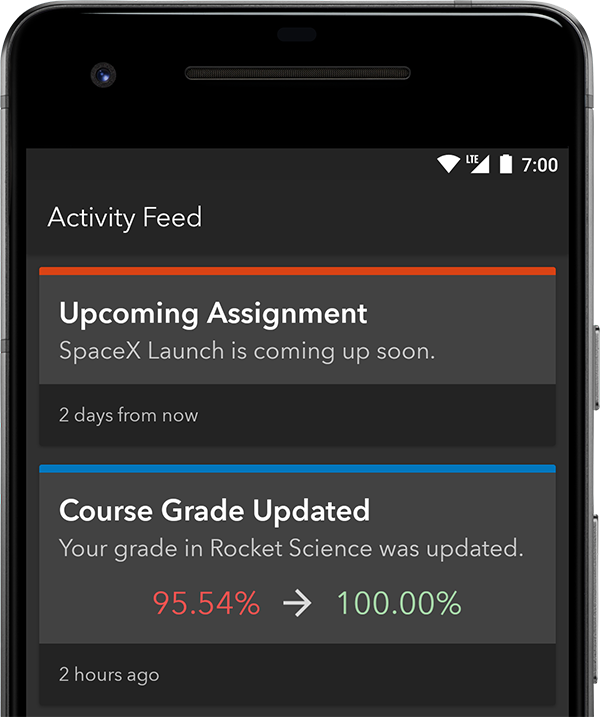 LTE 7:00
Activity Feed
Upcoming Assignment
SpaceX Launch is coming up soon.
2 days from now
Course Grade Updated
Your grade in Rocket Science was updated.
95.54% → 100.00%
2 hours ago